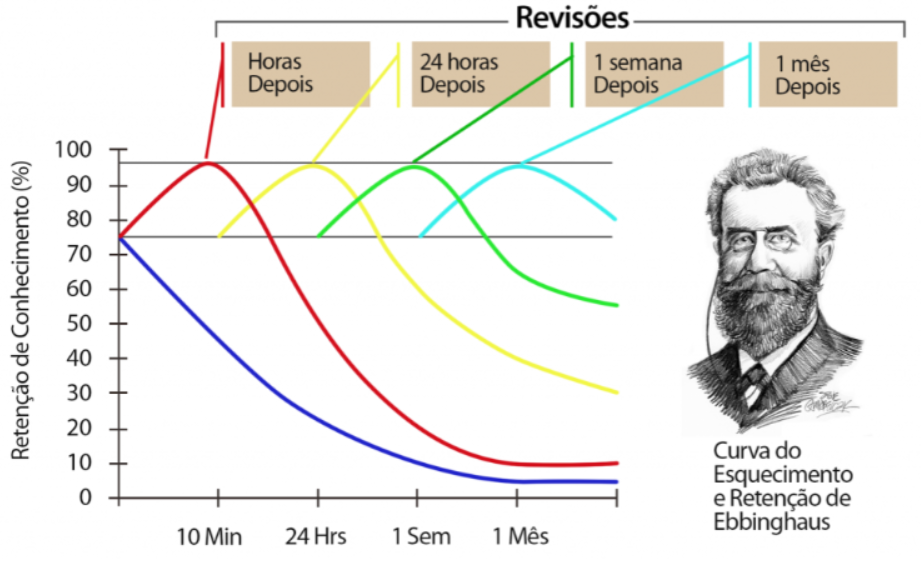 Revisões
Horas
Depois
24 horas
Depois
1 semana
Depois
1 mês
Depois
Retenção de Conhecimento (%)
100
90
80
70
60
50
40
30
20
10
0
10 Min
24 Hrs
1 Sem
1 Mês
Curva do
Esquecimento
e Retenção de
Ebbinghaus